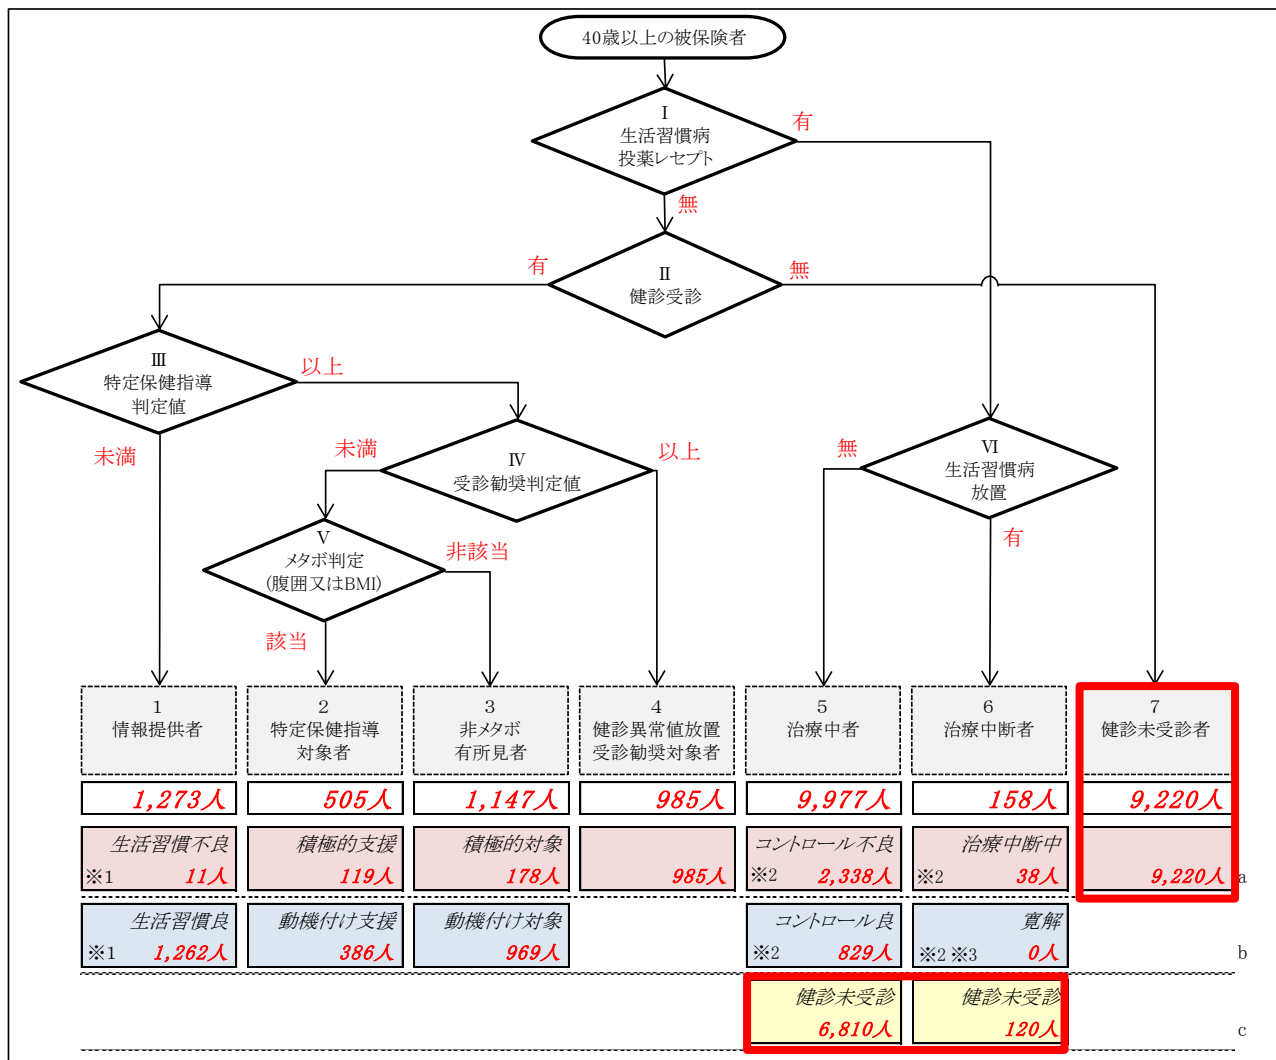 40歳以上の被保険者
Ⅰ
生活習慣病
投薬レセプト
有
無
Ⅱ
健診受診
有
無
Ⅲ
特定保健指導
判定値
以上
未満
Ⅳ
受診勧奨判定値
未満
以上
Ⅵ
生活習慣病
放置
無
有
Ⅴ
メタボ判定
(腹囲又はBMI)
非該当
該当
1
情報提供者
2
特定保健指導
対象者
3
非メタボ
有所見者
4
健診異常値放置
受診勧奨対象者
5
治療中者
6
治療中断者
7
健診未受診者
1,273人
505人
1,147人
985人
9,977人
158人
9,220人
生活習慣不良
※1 11人
積極的支援
119人
積極的対象
178人
985人
コントロール不良
※2 2,338人
治療中断中
※2 38人
9,220人
a
生活習慣良
※1 1,262人
動機付け支援
386人
動機付け対象
969人
コントロール良
※2 829人
寛解
※2 ※3 0人
b
健診未受診
6,810人
健診未受診
120人
c